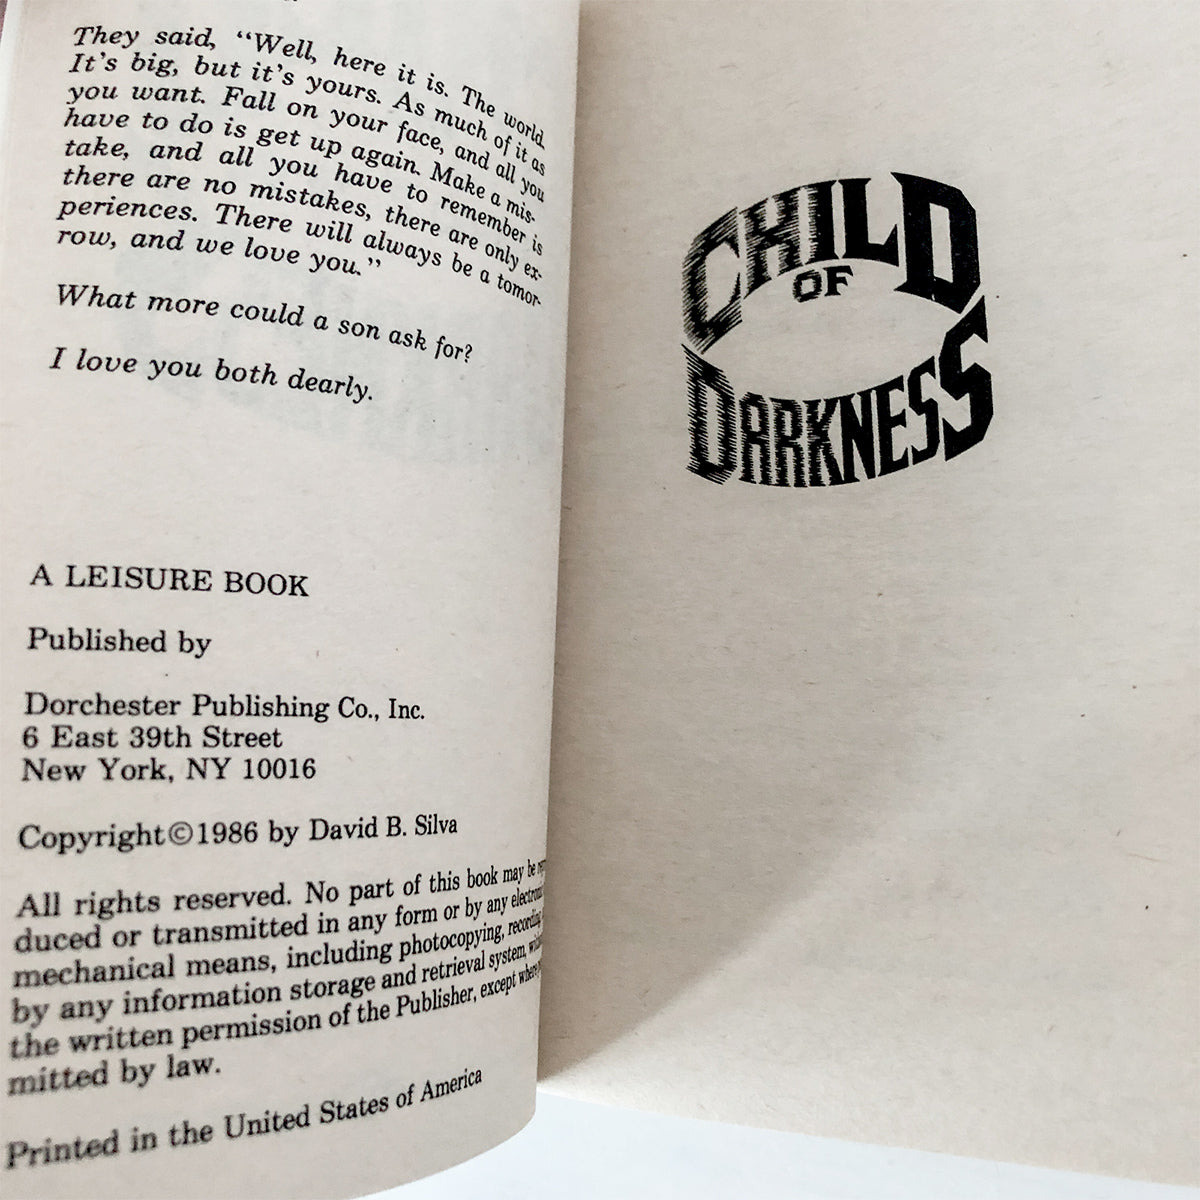 They said, "Well, here it is. The world.
It's big, but it's yours. As much of it as
you want. Fall on your face, and all you
have to do is get up again. Make a mis-
take, and all you have to remember is
there are no mistakes, there are only ex-
periences. There will always be a tomor-
row, and we love you."
What more could a son ask for?
I love you both dearly.
A LEISURE BOOK
Published by
Dorchester Publishing Co., Inc.
6 East 39th Street
New York, NY 10016
Copyright©1986 by David B. Silva
All rights reserved. No part of this book may be
duced or transmitted in any form or by any
mechanical means, including photocopying, recording
by any information storage and retrieval system,
the written permission of the Publisher, except where
mitted by law.
Printed in the United States of America
CHILD
OF
DARKNESS